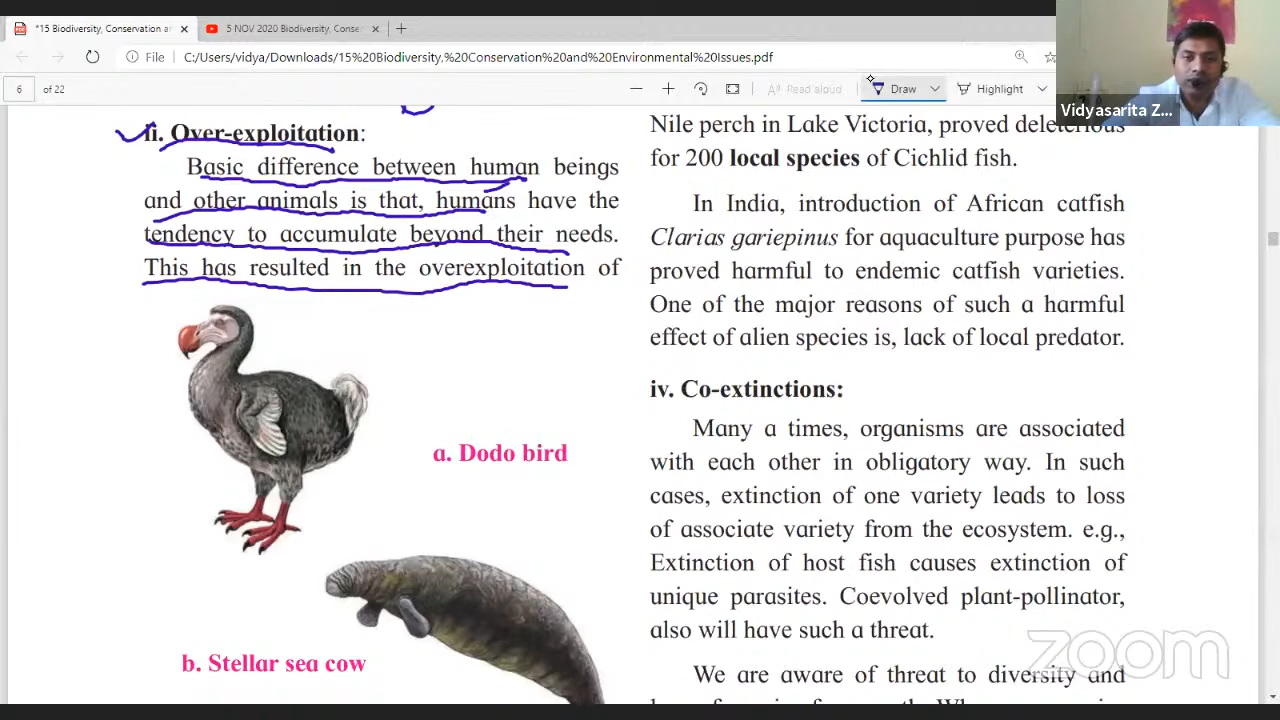 *15 Biodiversity, Conservation an
5 NOV 2020 Biodiversity, Conse
File
C:/Users/vidya/Downloads/15%20Biodiversity,%20Conservation%20and%20Environmental%20Issues.pdf
6 of 22
Read aloud
Draw
Highlight
Vidyasarita Z...
ii. Over-exploitation:
Basic difference between human beings
and other animals is that, humans have the
tendency to accumulate beyond their needs.
This has resulted in the overexploitation of
a. Dodo bird
b. Stellar sea cow
Nile perch in Lake Victoria, proved deleterious
for 200 local species of Cichlid fish.
In India, introduction of African catfish
Clarias gariepinus for aquaculture purpose has
proved harmful to endemic catfish varieties.
One of the major reasons of such a harmful
effect of alien species is, lack of local predator.
iv. Co-extinctions:
Many a times, organisms are associated
with each other in obligatory way. In such
cases, extinction of one variety leads to loss
of associate variety from the ecosystem. e.g.,
Extinction of host fish causes extinction of
unique parasites. Coevolved plant-pollinator,
also will have such a threat.
We are aware of threat to diversity and
zoom